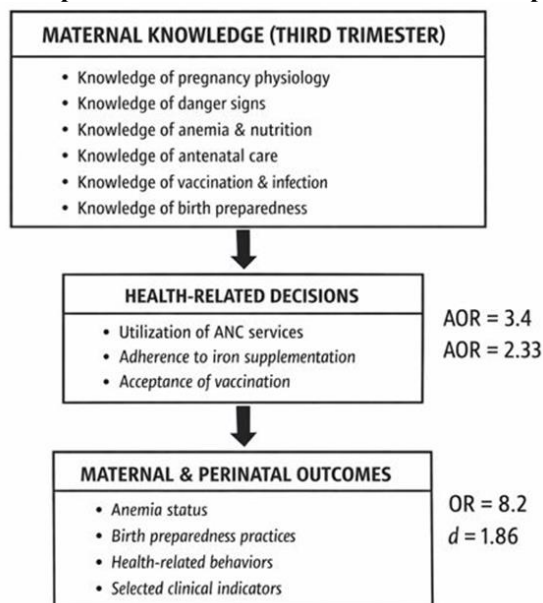 MATERNAL KNOWLEDGE (THIRD TRIMESTER)
• Knowledge of pregnancy physiology
• Knowledge of danger signs
• Knowledge of anemia & nutrition
• Knowledge of antenatal care
• Knowledge of vaccination & infection
• Knowledge of birth preparedness
HEALTH-RELATED DECISIONS
• Utilization of ANC services
• Adherence to iron supplementation
• Acceptance of vaccination
AOR = 3.4
AOR = 2.33
MATERNAL & PERINATAL OUTCOMES
• Anemia status
• Birth preparedness practices
• Health-related behaviors
• Selected clinical indicators
OR = 8.2
d = 1.86